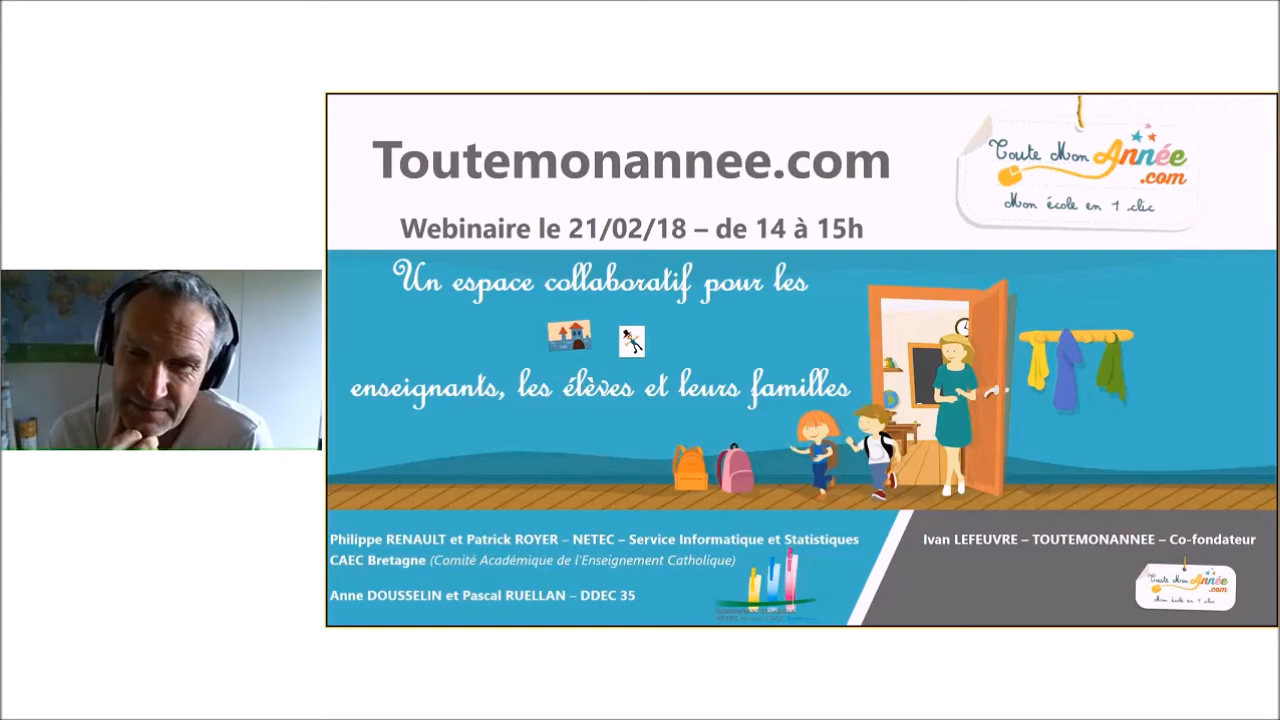 Toutemonannee.com
Toute Mon Année
.com
Mon école en 1 clic
Webinaire le 21/02/18 – de 14 à 15h
Un espace collaboratif pour les
enseignants, les élèves et leurs familles
Philippe RENAULT et Patrick ROYER – NETEC – Service Informatique et Statistiques
CAEC Bretagne (Comité Académique de l'Enseignement Catholique)
Anne DOUSSELIN et Pascal RUELLAN – DDEC 35
Ivan LEFEUVRE – TOUTEMONANNEE – Co-fondateur
Toute Mon Année
.com
Mon école en 1 clic